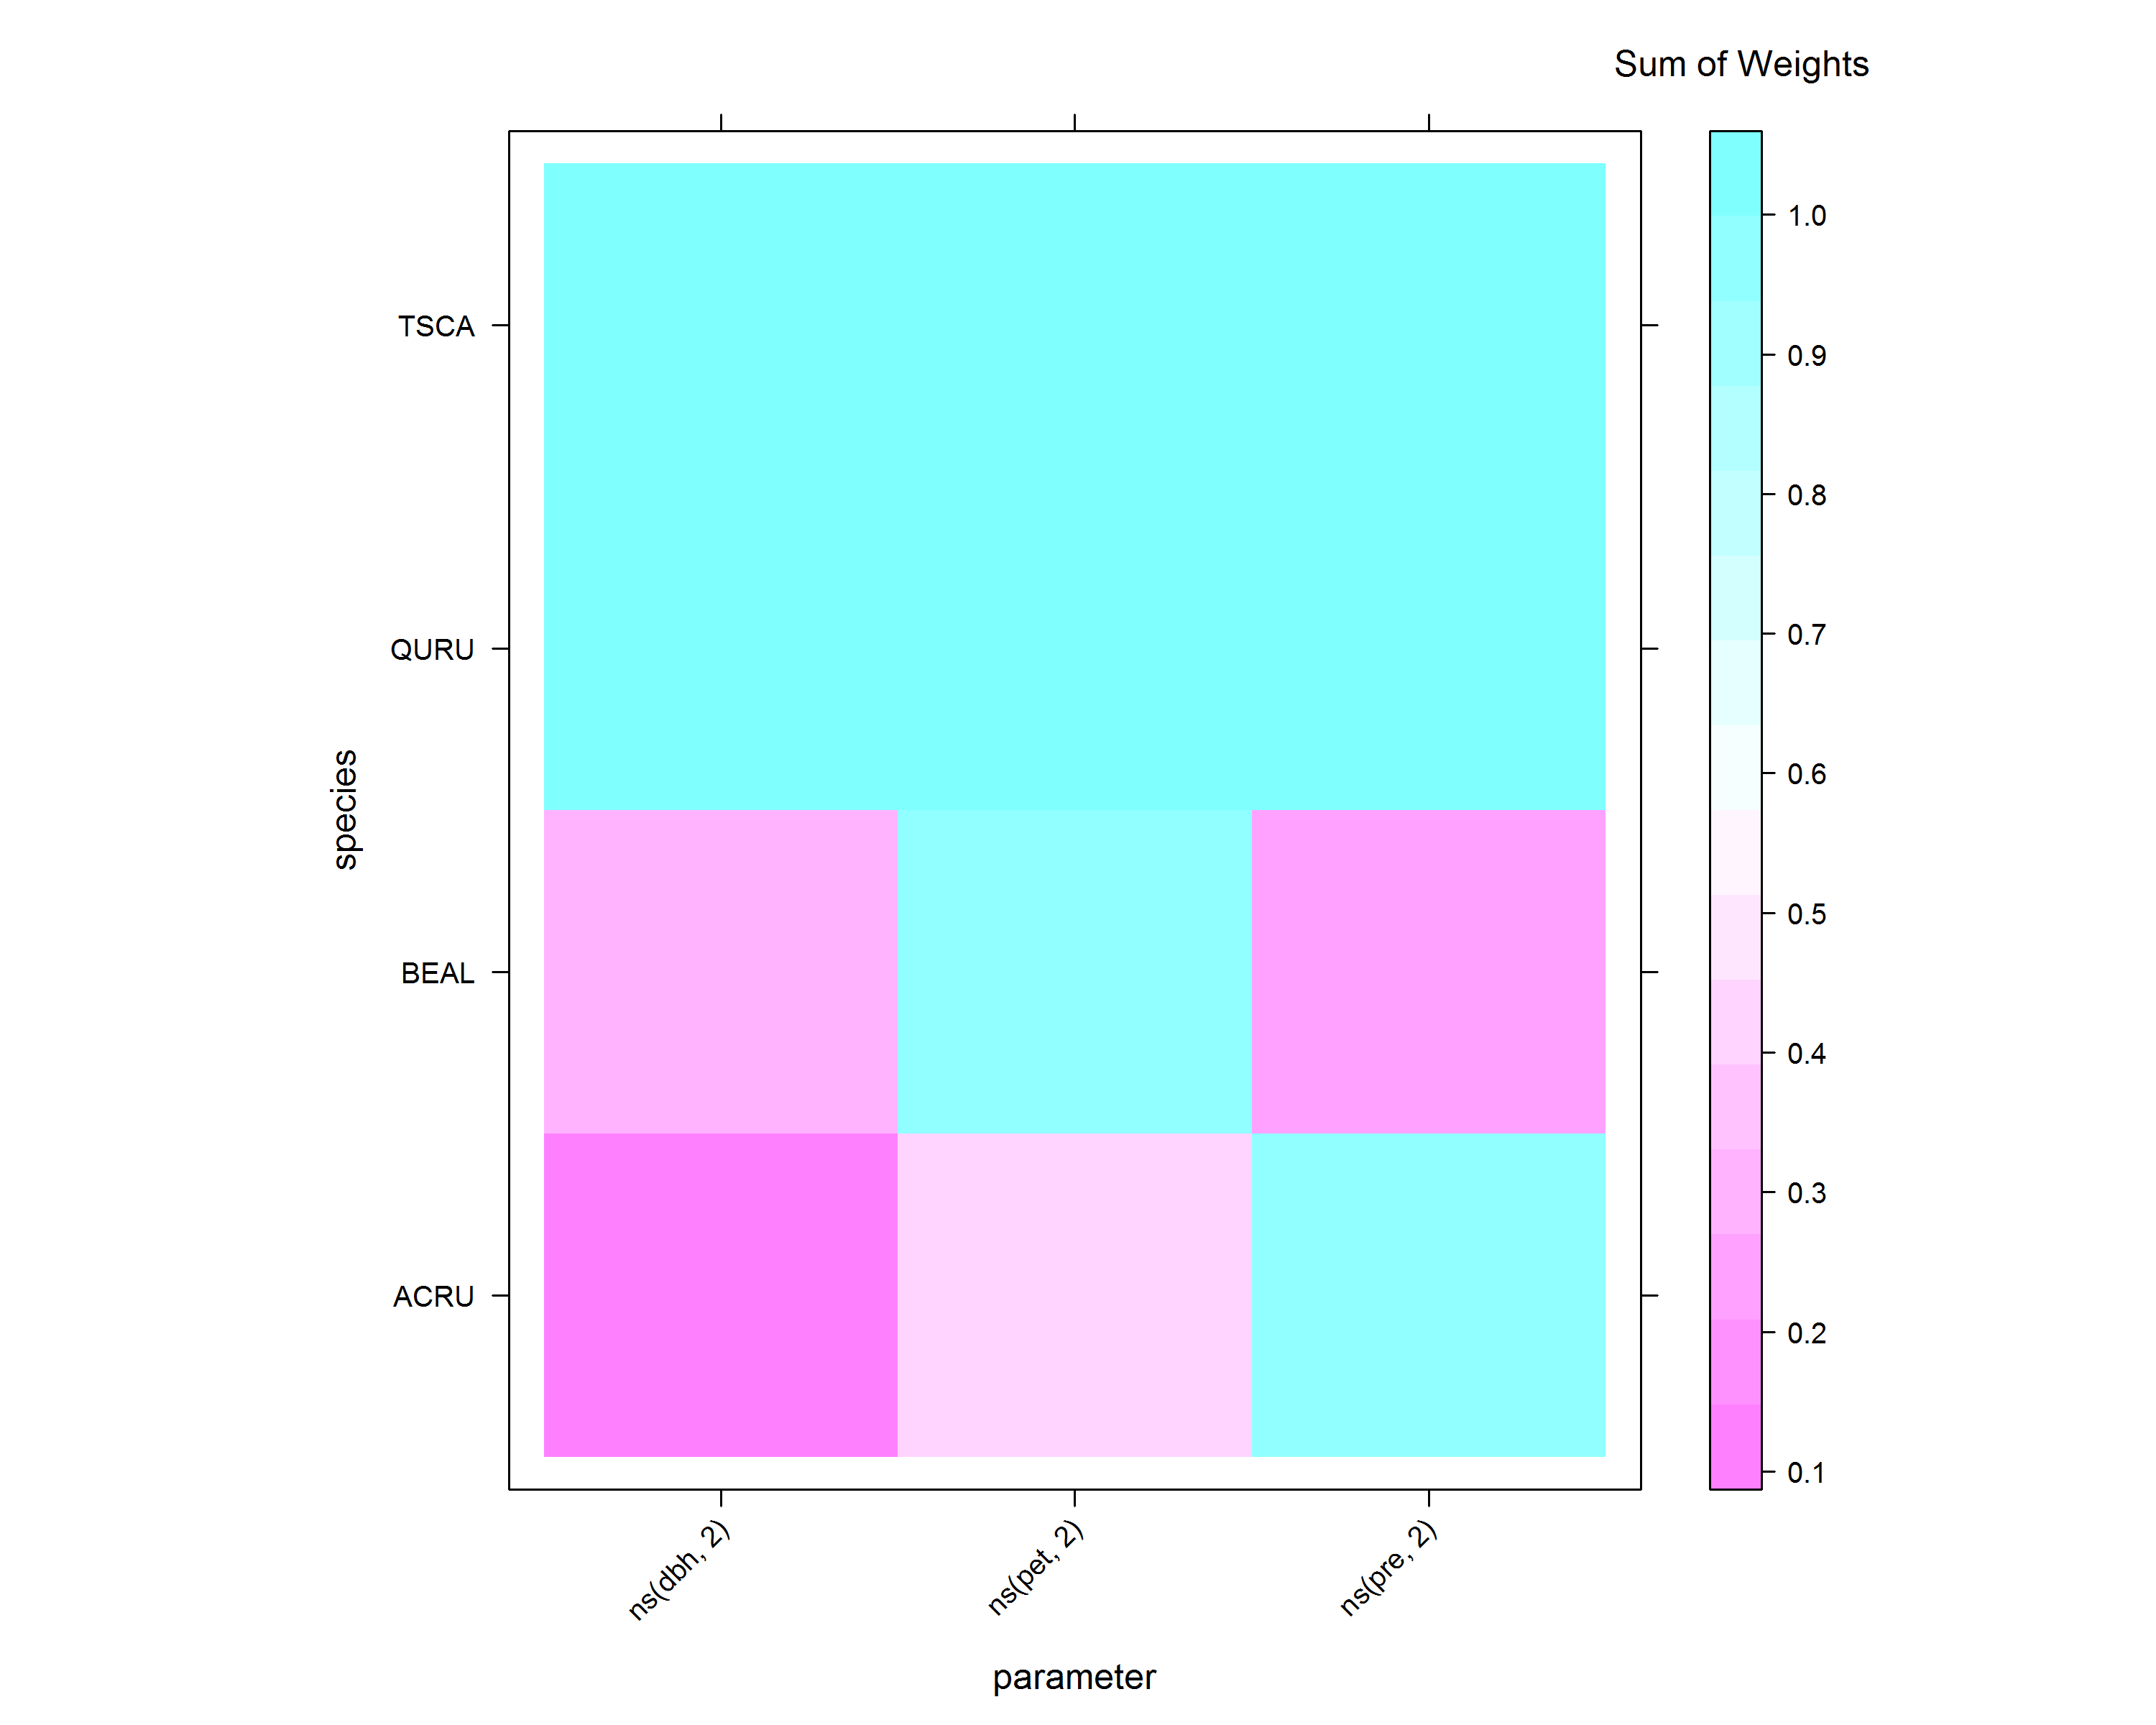 Sum of Weights
1.0
0.9
0.8
0.7
0.6
0.5
0.4
0.3
0.2
0.1
species
TSCA
QURU
BEAL
ACRU
ns(dbh, 2)
ns(pet, 2)
ns(pre, 2)
parameter